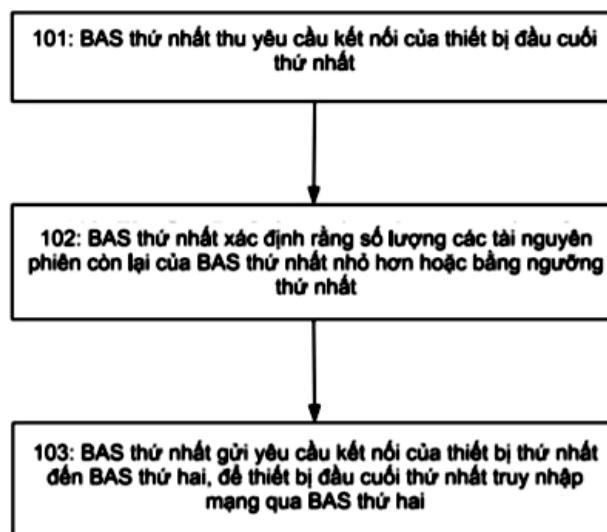 101: BAS thứ nhất thu yêu cầu kết nối của thiết bị đầu cuối
thứ nhất
102: BAS thứ nhất xác định rằng số lượng các tài nguyên
phiên còn lại của BAS thứ nhất nhỏ hơn hoặc bằng ngưỡng
thứ nhất
103: BAS thứ nhất gửi yêu cầu kết nối của thiết bị thứ nhất
đến BAS thứ hai, để thiết bị đầu cuối thứ nhất truy nhập
mạng qua BAS thứ hai